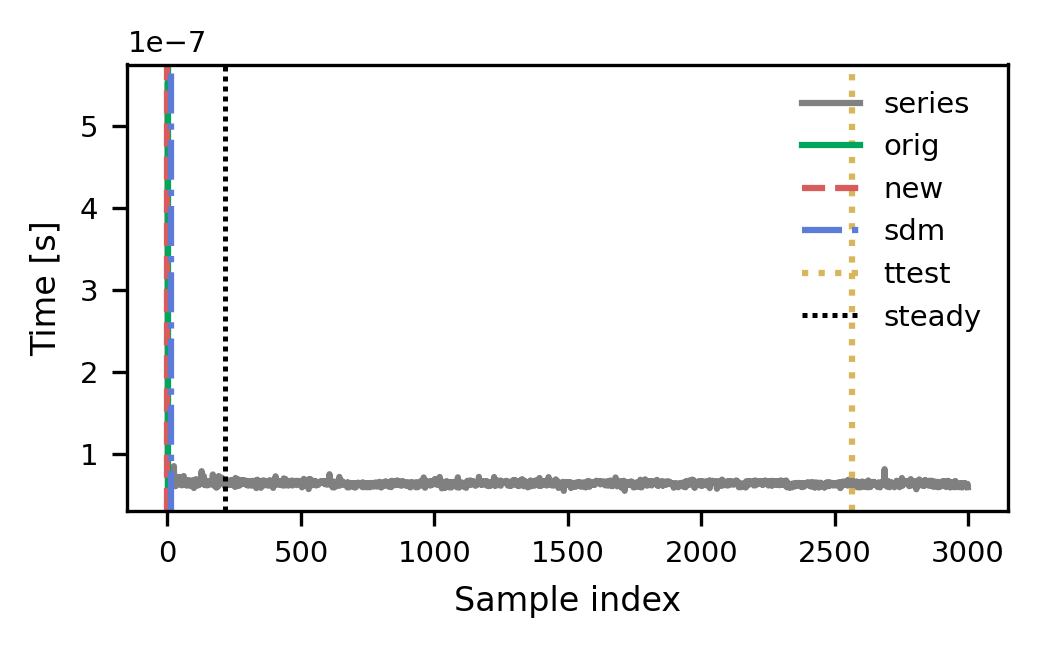 1e−7
5
4
3
2
1
Time [s]
series
orig
new
sdm
ttest
steady
0 500 1000 1500 2000 2500 3000
Sample index